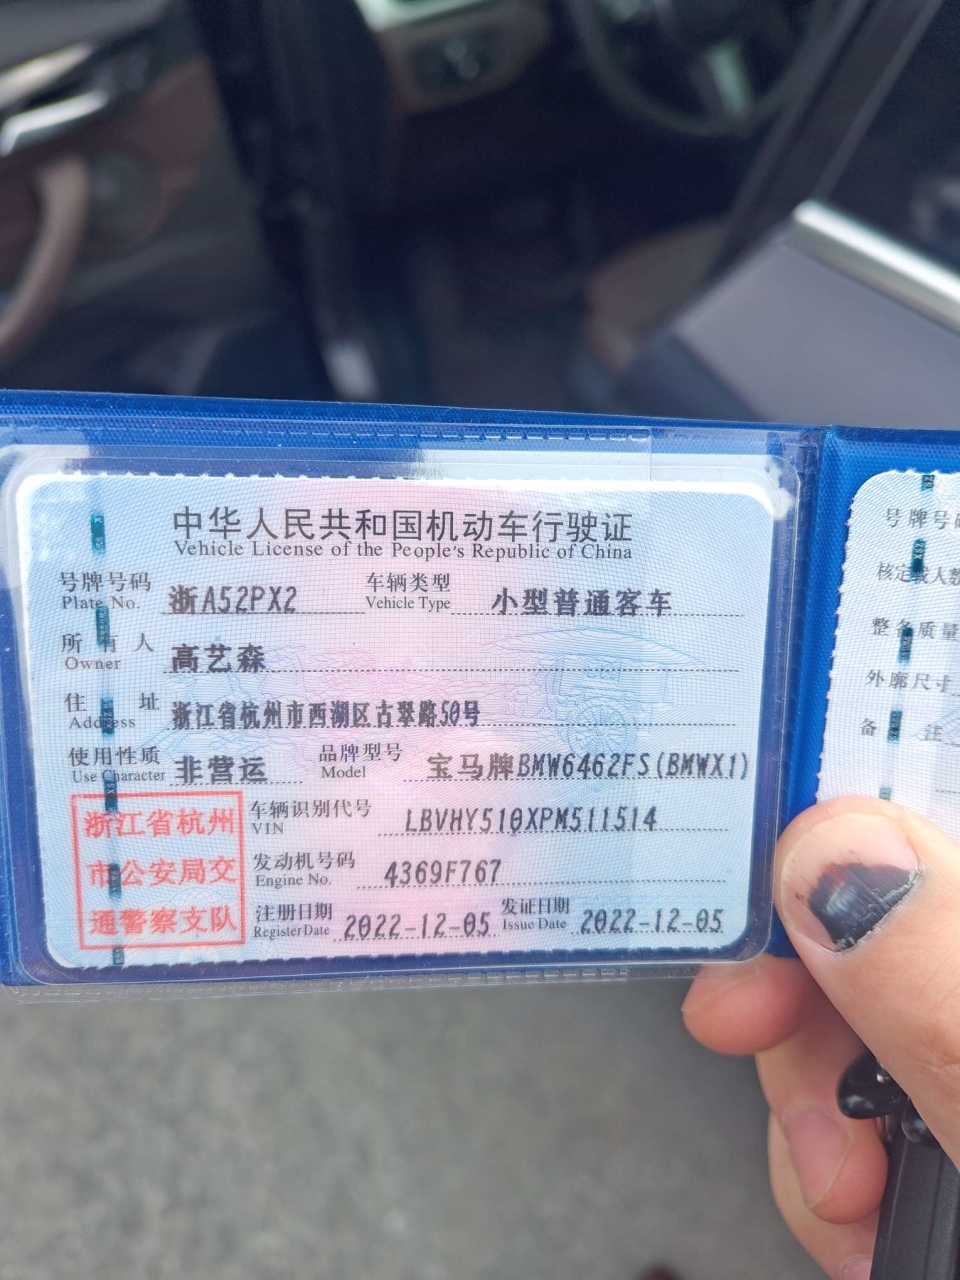 中华人民共和国机动车行驶证
Vehicle License of the People's Republic of China
号牌号码 浙A52PX2 车辆类型 小型普通客车
Plate No. Vehicle Type
所有人 高艺森
Owner
住址 浙江省杭州市西湖区古翠路50号
Address
使用性质 非营运 品牌型号 宝马牌BMW6462FS(BMWX1)
Use Character Model
浙江省杭州
市公安局交
通警察支队
车辆识别代号 LBVHY510XPM511514
VIN
发动机号码 4369F767
Engine No.
注册日期 2022-12-05 发证日期 2022-12-05
Register Date Issue Date
号牌号码
核定载人数
整备质量
外廓尺寸
备注